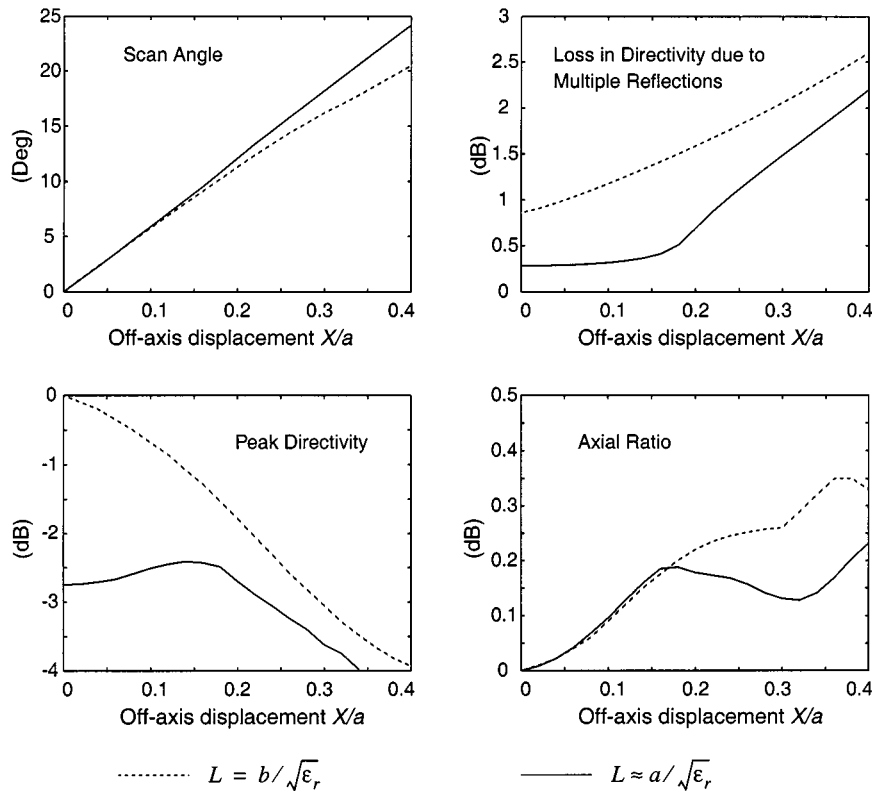 Scan Angle
25
20
15
10
5
0
(Deg)
0 0.1 0.2 0.3 0.4
Off-axis displacement X/a
Loss in Directivity due to
Multiple Reflections
3
2.5
2
1.5
1
0.5
0
(dB)
0 0.1 0.2 0.3 0.4
Off-axis displacement X/a
Peak Directivity
0
-1
-2
-3
-4
(dB)
0 0.1 0.2 0.3 0.4
Off-axis displacement X/a
Axial Ratio
0.5
0.4
0.3
0.2
0.1
0
(dB)
0 0.1 0.2 0.3 0.4
Off-axis displacement X/a
L = b/√εr
L ≈ a/√εr